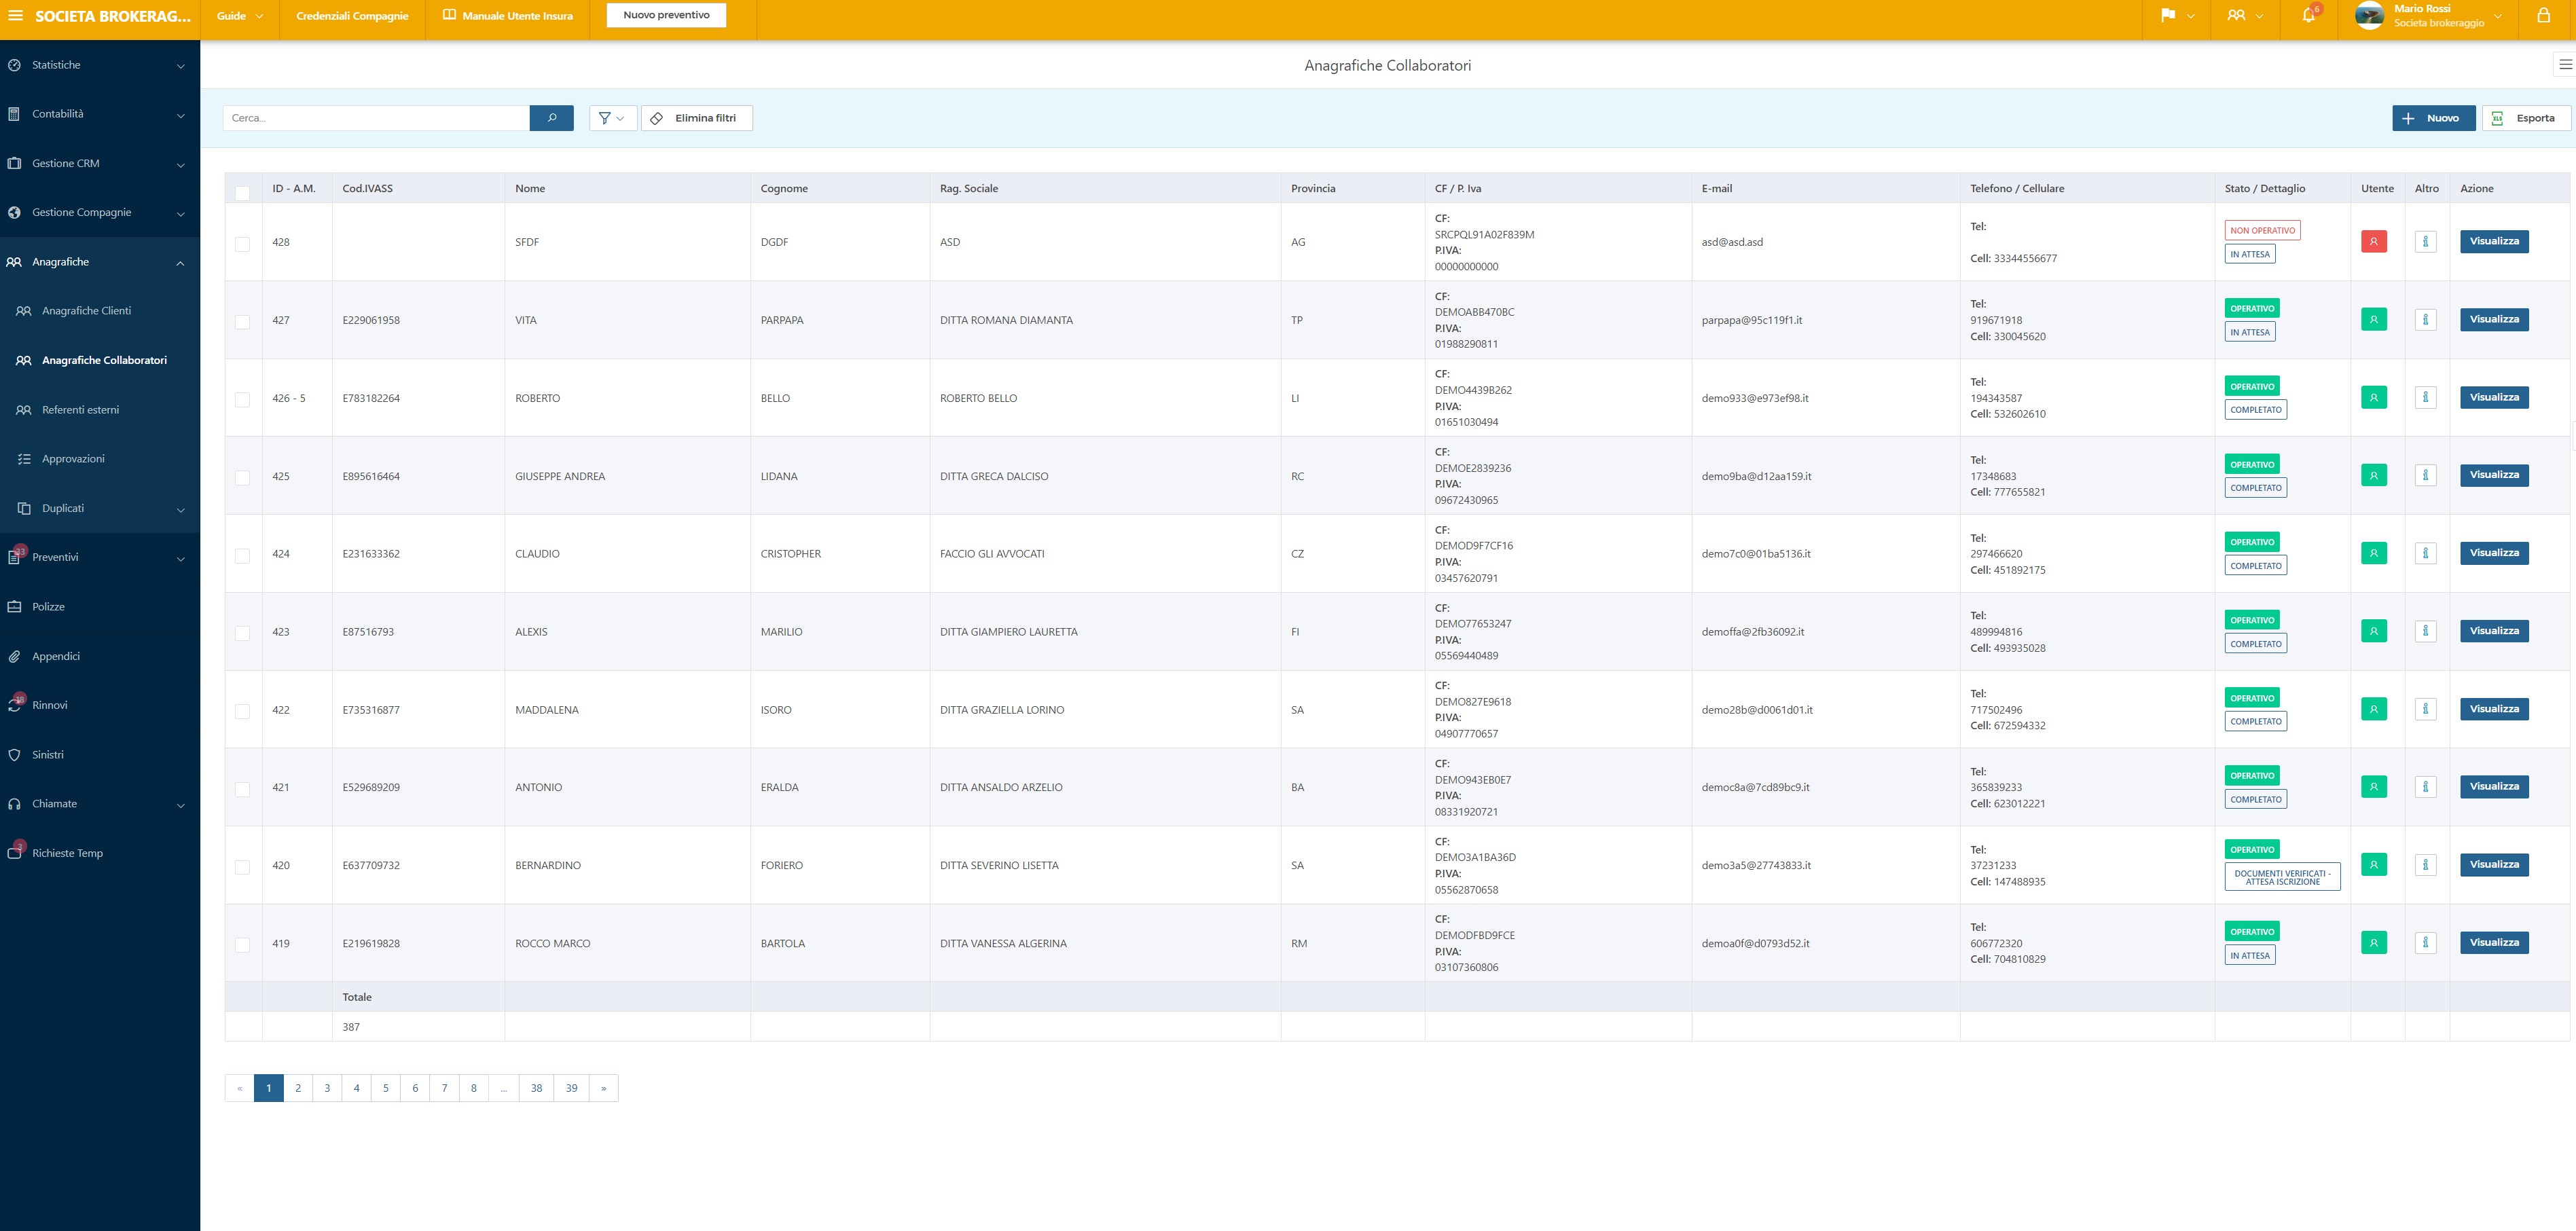 SOCIETA BROKERAG...
Guide
Credenziali Compagnie
Manuale Utente Insura
Nuovo preventivo
6
Mario Rossi
Societa brokeraggio
Statistiche
Contabilità
Gestione CRM
Gestione Compagnie
Anagrafiche
Anagrafiche Clienti
Anagrafiche Collaboratori
Referenti esterni
Approvazioni
Duplicati
23
Preventivi
Polizze
Appendici
Rinnovi
Sinistri
Chiamate
3
Richieste Temp
Anagrafiche Collaboratori
Cerca...
Elimina filtri
Nuovo
XLS
Esporta
ID - A.M. Cod.IVASS Nome Cognome Rag. Sociale Provincia CF / P. Iva E-mail Telefono / Cellulare Stato / Dettaglio Utente Altro Azione
428 SFDF DGDF ASD AG
CF:
SRCPQL91A02F839M
P.IVA:
00000000000
asd@asd.asd
Tel:
Cell: 33344556677
NON OPERATIVO
IN ATTESA
Visualizza
427 E229061958 VITA PARPAPA DITTA ROMANA DIAMANTA TP
CF:
DEMOABB470BC
P.IVA:
01988290811
parpapa@95c119f1.it
Tel:
919671918
Cell: 330045620
OPERATIVO
IN ATTESA
Visualizza
426 - 5 E783182264 ROBERTO BELLO ROBERTO BELLO LI
CF:
DEMO4439B262
P.IVA:
01651030494
demo933@e973ef98.it
Tel:
194343587
Cell: 532602610
OPERATIVO
COMPLETATO
Visualizza
425 E895616464 GIUSEPPE ANDREA LIDANA DITTA GRECA DALCISO RC
CF:
DEMOE2839236
P.IVA:
09672430965
demo9ba@d12aa159.it
Tel:
17348683
Cell: 777655821
OPERATIVO
COMPLETATO
Visualizza
424 E231633362 CLAUDIO CRISTOPHER FACCIO GLI AVVOCATI CZ
CF:
DEMOD9F7CF16
P.IVA:
03457620791
demo7c0@01ba5136.it
Tel:
297466620
Cell: 451892175
OPERATIVO
COMPLETATO
Visualizza
423 E87516793 ALEXIS MARILIO DITTA GIAMPIERO LAURETTA FI
CF:
DEMO77653247
P.IVA:
05569440489
demoffa@2fb36092.it
Tel:
489994816
Cell: 493935028
OPERATIVO
COMPLETATO
Visualizza
422 E735316877 MADDALENA ISORO DITTA GRAZIELLA LORINO SA
CF:
DEMO827E9618
P.IVA:
04907770657
demo28b@d0061d01.it
Tel:
717502496
Cell: 672594332
OPERATIVO
COMPLETATO
Visualizza
421 E529689209 ANTONIO ERALDA DITTA ANSALDO ARZELIO BA
CF:
DEMO943EB0E7
P.IVA:
08331920721
democ8a@7cd89bc9.it
Tel:
365839233
Cell: 623012221
OPERATIVO
COMPLETATO
Visualizza
420 E637709732 BERNARDINO FORIERO DITTA SEVERINO LISETTA SA
CF:
DEMO3A1BA36D
P.IVA:
05562870658
demo3a5@27743833.it
Tel:
37231233
Cell: 147488935
OPERATIVO
DOCUMENTI VERIFICATI -
ATTESA ISCRIZIONE
Visualizza
419 E219619828 ROCCO MARCO BARTOLA DITTA VANESSA ALGERINA RM
CF:
DEMODFBD9FCE
P.IVA:
03107360806
demoa0f@d0793d52.it
Tel:
606772320
Cell: 704810829
OPERATIVO
IN ATTESA
Visualizza
Totale
387
« 1 2 3 4 5 6 7 8 ... 38 39 »